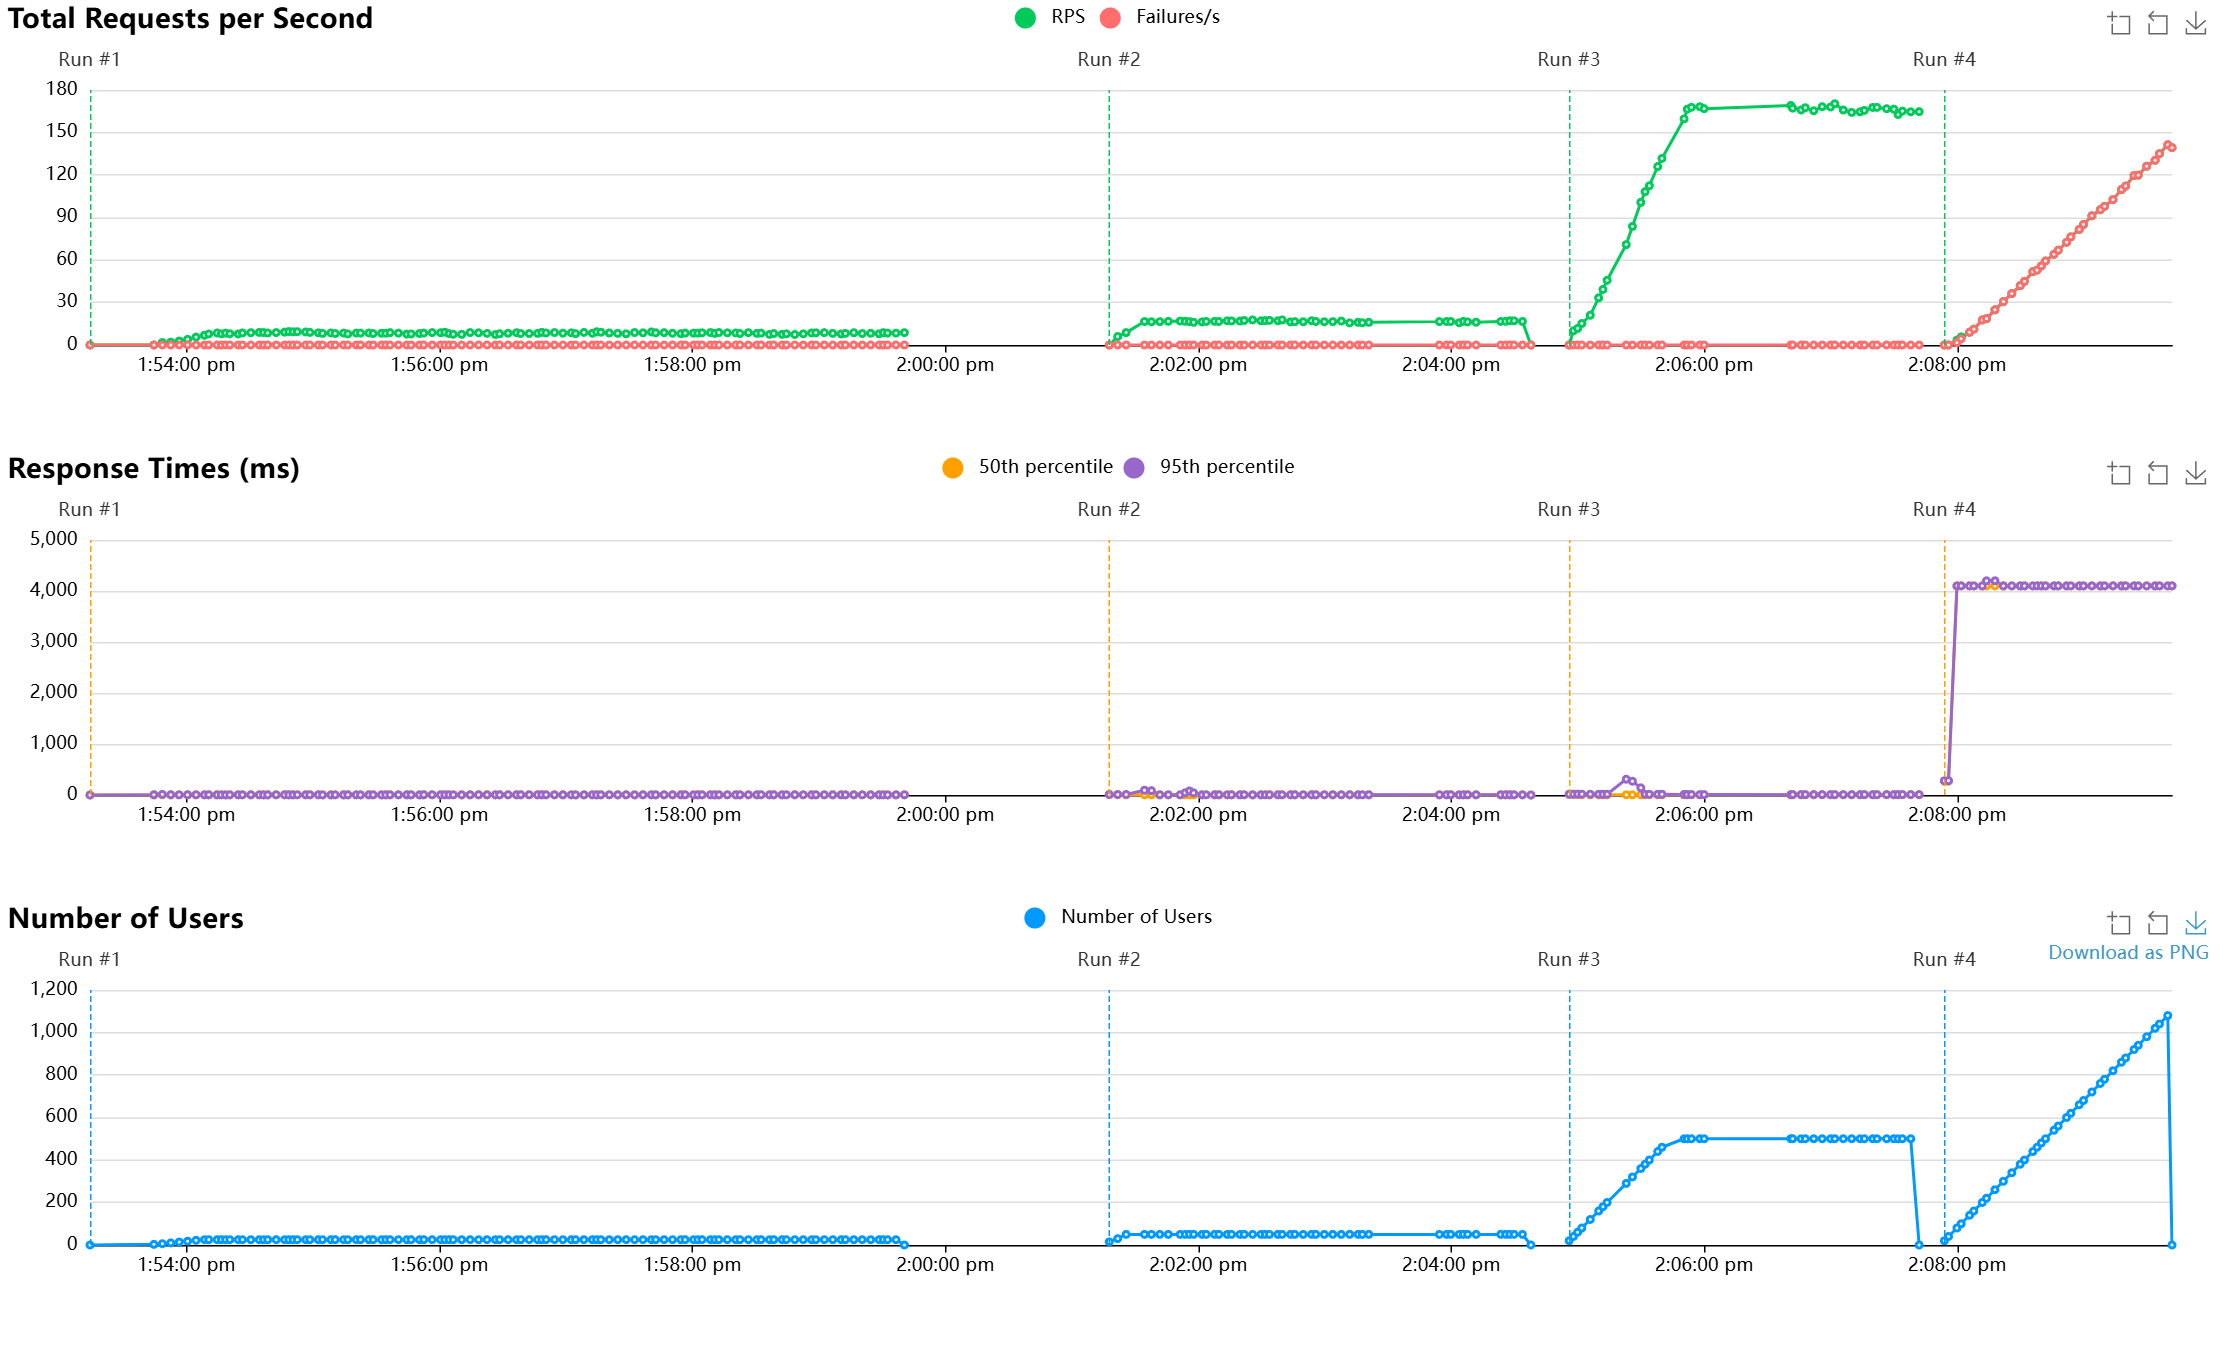 Total Requests per Second
RPS Failures/s
Run #1 Run #2 Run #3 Run #4
180
150
120
90
60
30
0
1:54:00 pm 1:56:00 pm 1:58:00 pm 2:00:00 pm 2:02:00 pm 2:04:00 pm 2:06:00 pm 2:08:00 pm
Response Times (ms)
50th percentile 95th percentile
Run #1 Run #2 Run #3 Run #4
5,000
4,000
3,000
2,000
1,000
0
1:54:00 pm 1:56:00 pm 1:58:00 pm 2:00:00 pm 2:02:00 pm 2:04:00 pm 2:06:00 pm 2:08:00 pm
Number of Users
Number of Users
Download as PNG
Run #1 Run #2 Run #3 Run #4
1,200
1,000
800
600
400
200
0
1:54:00 pm 1:56:00 pm 1:58:00 pm 2:00:00 pm 2:02:00 pm 2:04:00 pm 2:06:00 pm 2:08:00 pm